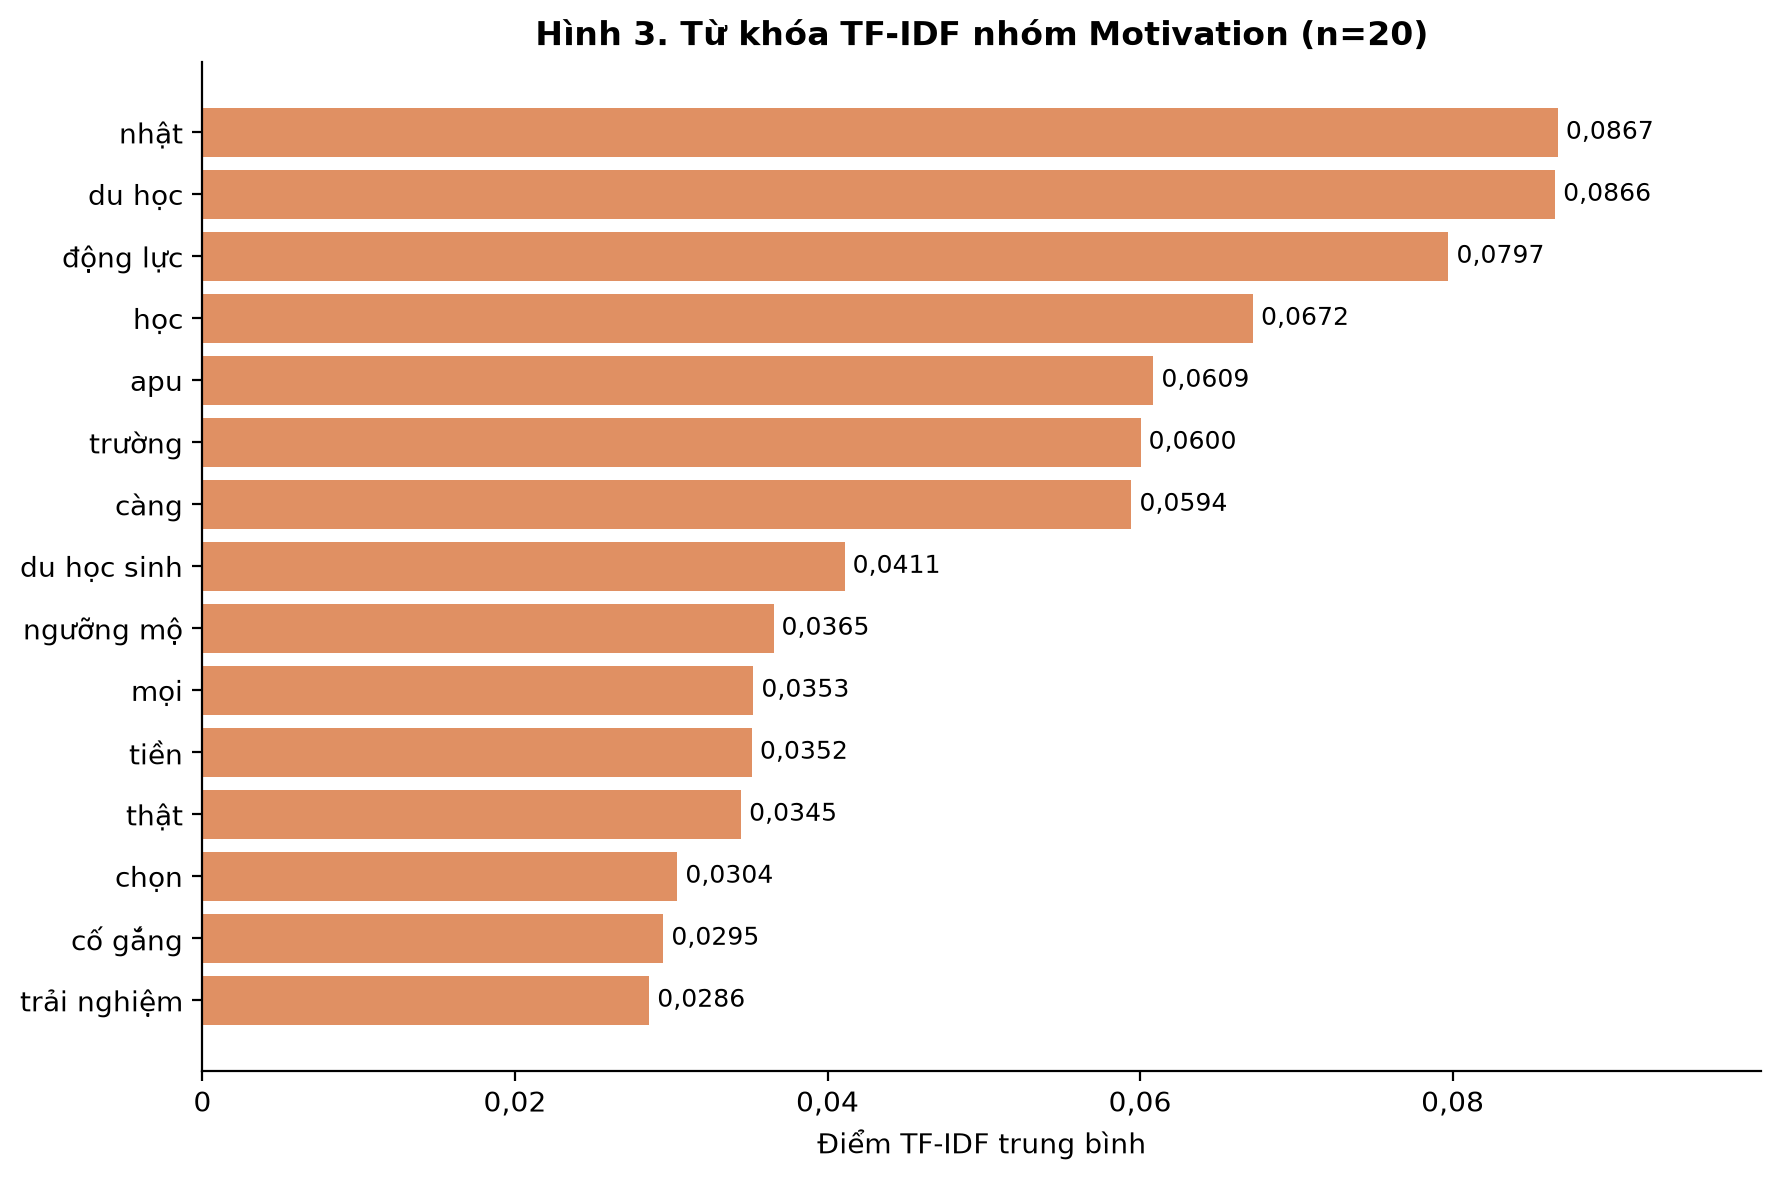 Hình 3. Từ khóa TF-IDF nhóm Motivation (n=20)
nhật 0,0867
du học 0,0866
động lực 0,0797
học 0,0672
apu 0,0609
trường 0,0600
càng 0,0594
du học sinh 0,0411
ngưỡng mộ 0,0365
mọi 0,0353
tiền 0,0352
thật 0,0345
chọn 0,0304
cố gắng 0,0295
trải nghiệm 0,0286
0 0,02 0,04 0,06 0,08
Điểm TF-IDF trung bình